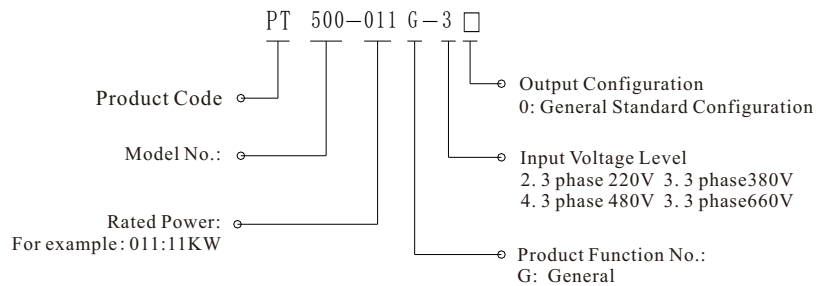 PT 500-011 G-3□
Product Code
Model No.:
Rated Power:
For example: 011:11KW
Output Configuration
0: General Standard Configuration
Input Voltage Level
2. 3 phase 220V 3. 3 phase380V
4. 3 phase 480V 3. 3 phase660V
Product Function No.:
G: General